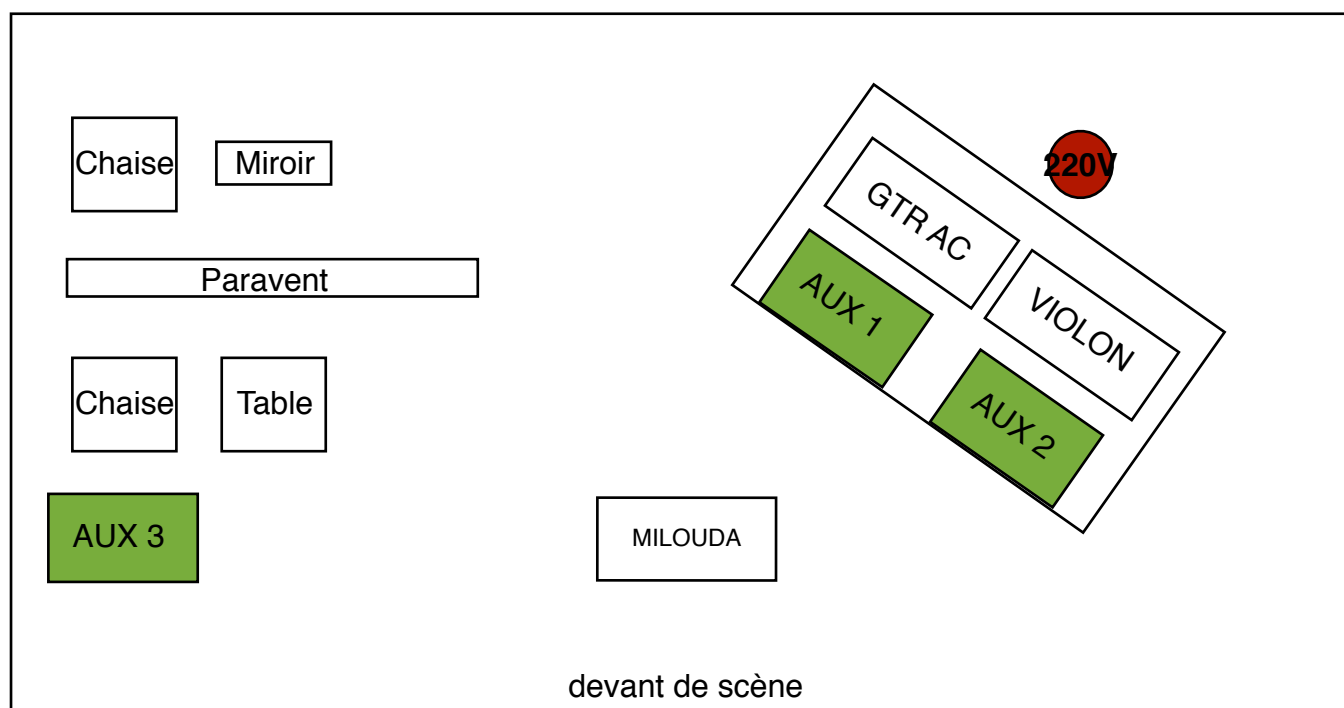 Chaise
Miroir
220V
GTR AC
Paravent
AUX 1
VIOLON
Chaise
Table
AUX 2
AUX 3
MILOUDA
devant de scène